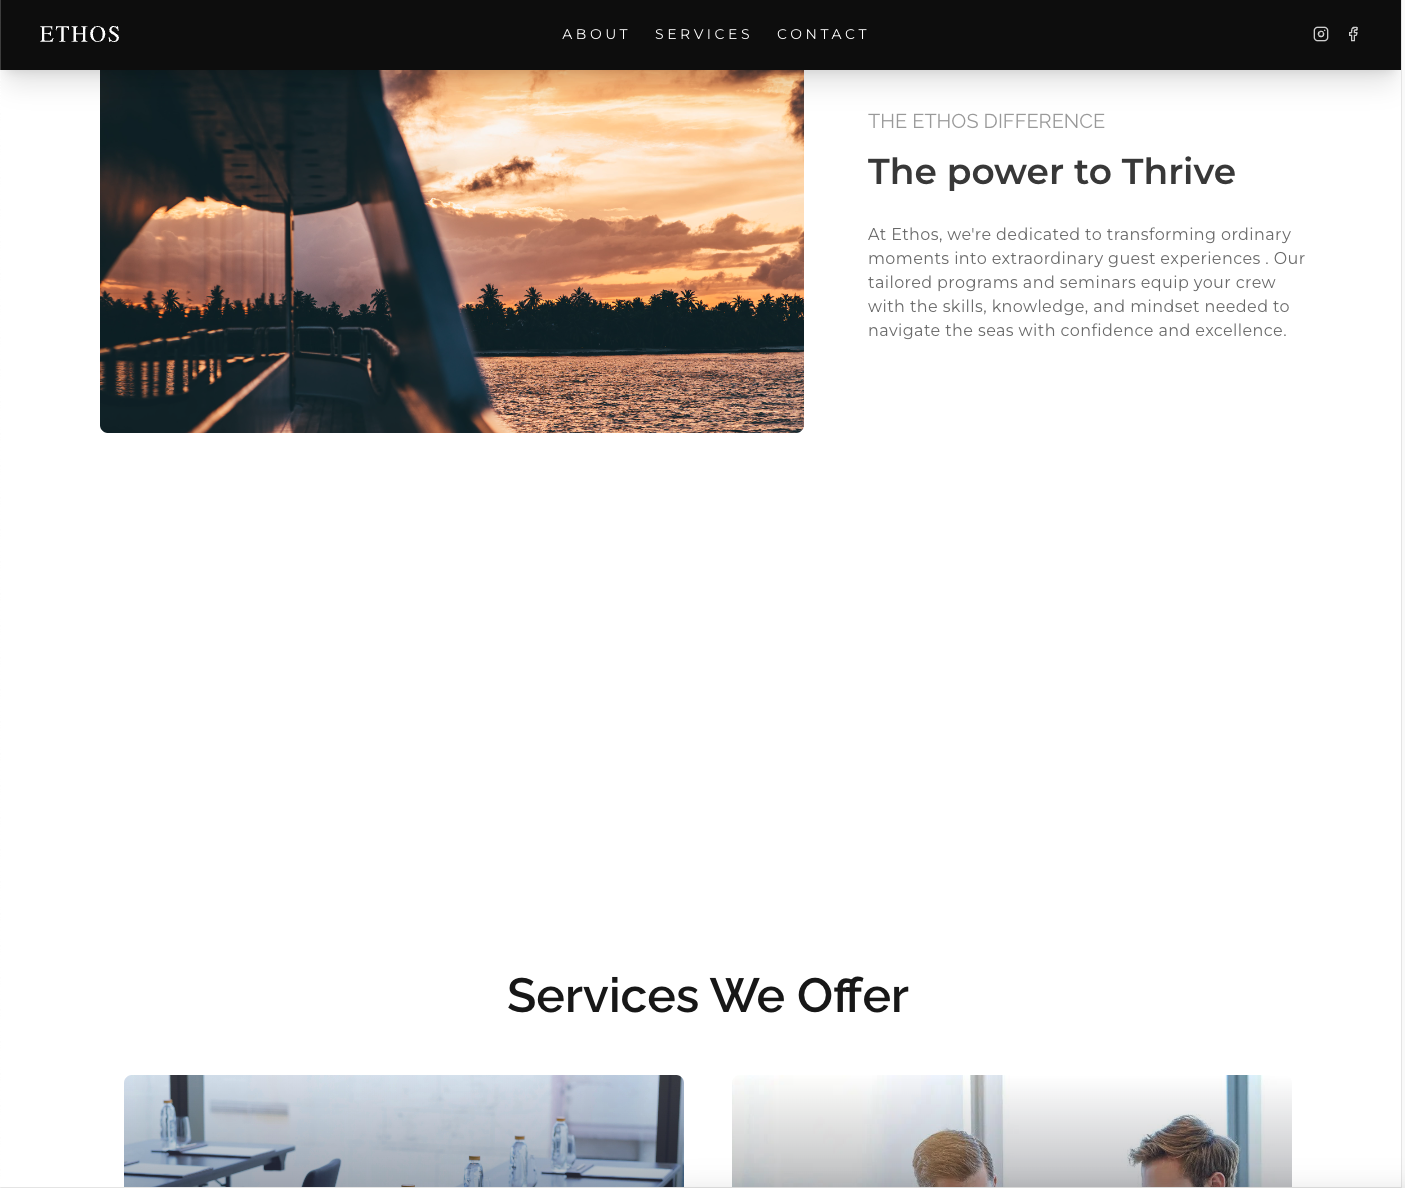 ETHOS
ABOUT SERVICES CONTACT
THE ETHOS DIFFERENCE
The power to Thrive
At Ethos, we're dedicated to transforming ordinary
moments into extraordinary guest experiences . Our
tailored programs and seminars equip your crew
with the skills, knowledge, and mindset needed to
navigate the seas with confidence and excellence.
Services We Offer